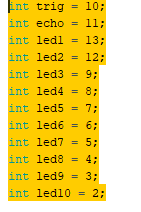 int trig = 10;
int echo = 11;
int led1 = 13;
int led2 = 12;
int led3 = 9;
int led4 = 8;
int led5 = 7;
int led6 = 6;
int led7 = 5;
int led8 = 4;
int led9 = 3;
int led10 = 2;